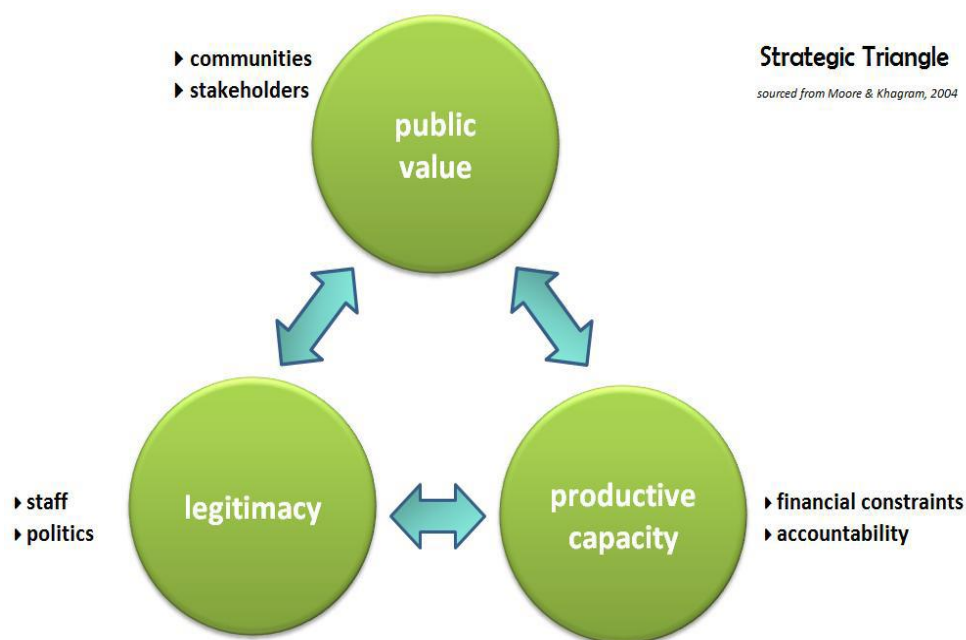 Strategic Triangle
sourced from Moore & Khagram, 2004
communities
stakeholders
public
value
legitimacy
staff
politics
productive
capacity
financial constraints
accountability